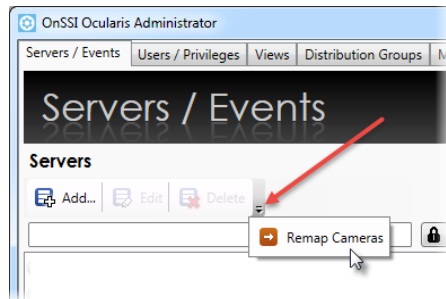 OnSSI Ocularis Administrator
Servers / Events Users / Privileges Views Distribution Groups
Servers / Events
Servers
Add... Edit Delete
Remap Cameras